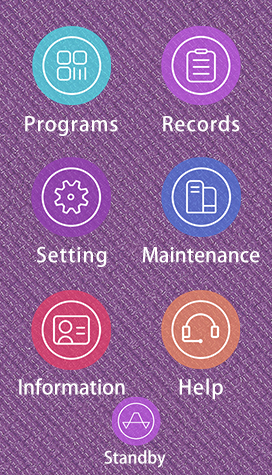 Programs Records
Setting Maintenance
Information Help
Standby